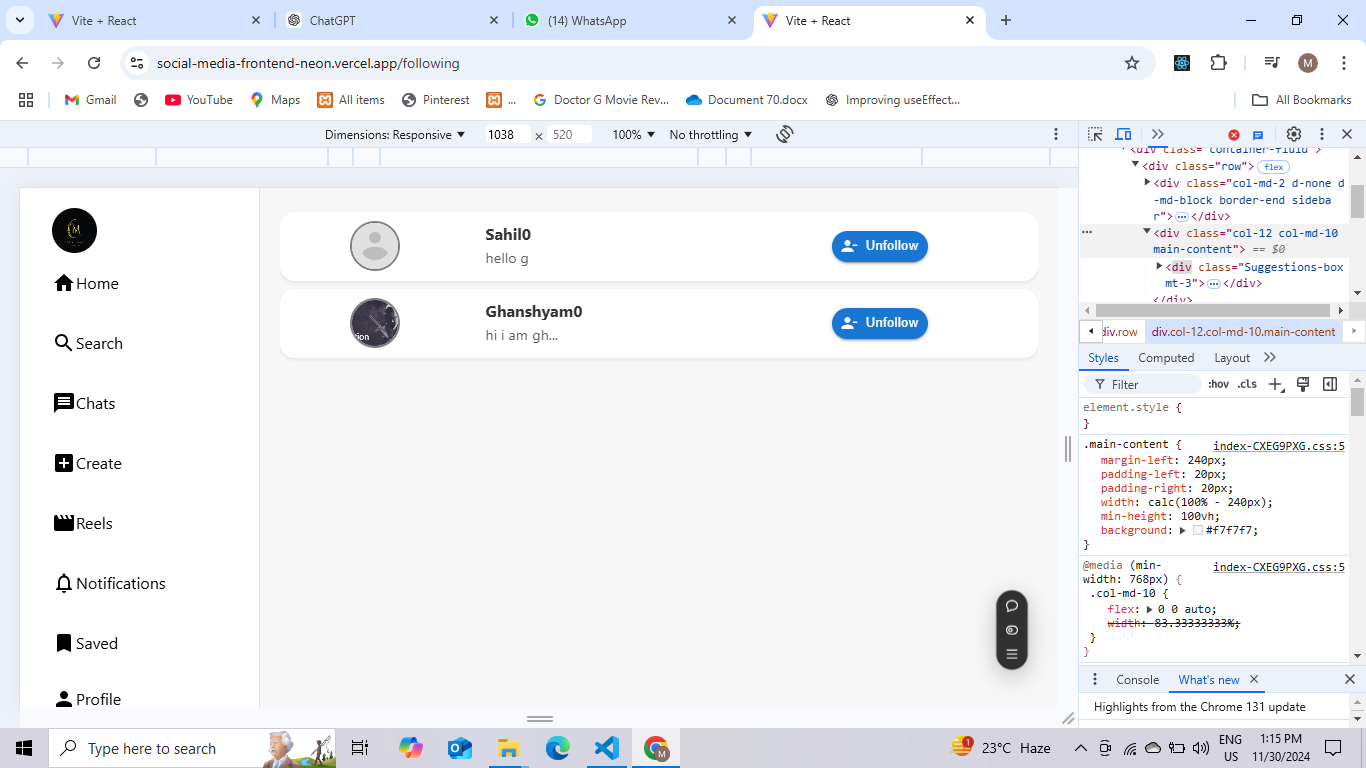 Vite + React
ChatGPT
(14) WhatsApp
Vite + React
social-media-frontend-neon.vercel.app/following
M
Gmail
YouTube
Maps
All items
Pinterest
...
Doctor G Movie Rev...
Document 70.docx
Improving useEffect...
All Bookmarks
Dimensions: Responsive
1038 × 520
100%
No throttling
M
Home
Search
Chats
Create
Reels
Notifications
Saved
Profile
Sahil0
hello g
Unfollow
ion
Ghanshyam0
hi i am gh...
Unfollow
<div class="container-fluid">
<div class="row"> flex
<div class="col-md-2 d-none d
-md-block border-end sideba
r"> … </div>
… <div class="col-12 col-md-10
main-content"> == $0
<div class="Suggestions-box
mt-3"> … </div>
</div>
div.row div.col-12.col-md-10.main-content
Styles Computed Layout
Filter :hov .cls
element.style {
}
.main-content { index-CXEG9PXG.css:5
margin-left: 240px;
padding-left: 20px;
padding-right: 20px;
width: calc(100% - 240px);
min-height: 100vh;
background: #f7f7f7;
}
@media (min- index-CXEG9PXG.css:5
width: 768px) {
.col-md-10 {
flex: 0 0 auto;
width: 83.33333333%;
}
}
Console What's new
Highlights from the Chrome 131 update
Type here to search
M
1
23°C Haze
ENG
US
1:15 PM
11/30/2024